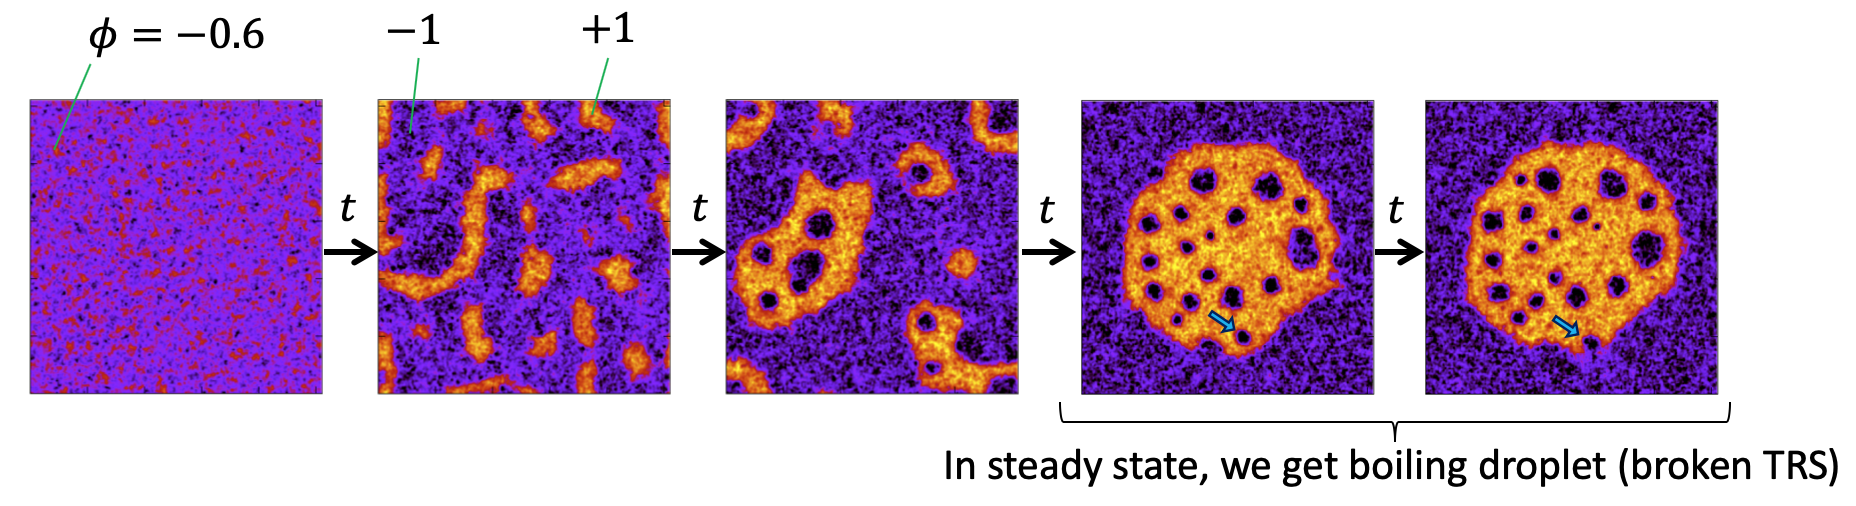 ϕ = −0.6
−1
+1
t
t
t
t
In steady state, we get boiling droplet (broken TRS)